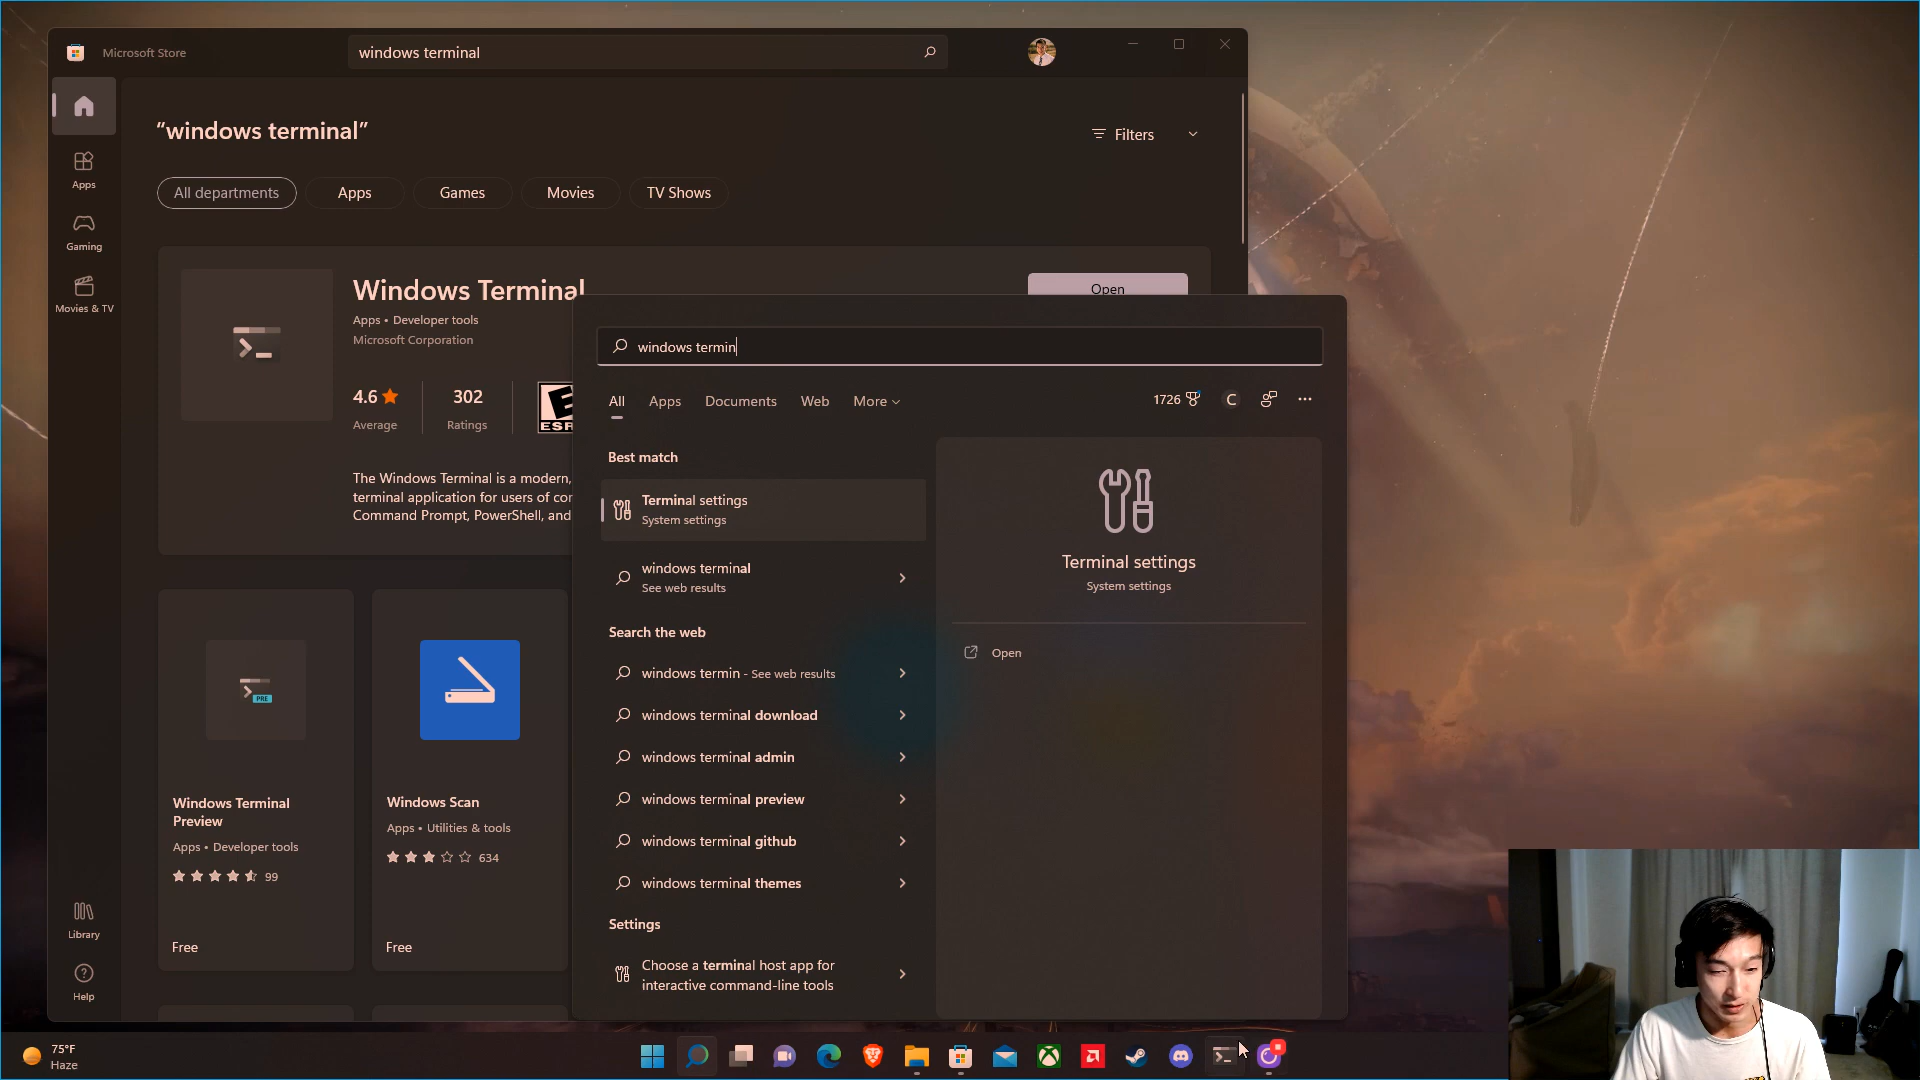 Microsoft Store
windows terminal
"windows terminal"
Filters
All departments
Apps
Games
Movies
TV Shows
Apps
Gaming
Movies & TV
Library
Help
Windows Terminal
Apps • Developer tools
Microsoft Corporation
Open
4.6
Average
302
Ratings
E
ESR
The Windows Terminal is a modern,
terminal application for users of
Command Prompt, PowerShell, and
Windows Terminal
Preview
Apps • Developer tools
99
Free
Windows Scan
Apps • Utilities & tools
634
Free
windows termin
All
Apps
Documents
Web
More
1726
C
Best match
Terminal settings
System settings
windows terminal
See web results
Search the web
windows termin - See web results
windows terminal download
windows terminal admin
windows terminal preview
windows terminal github
windows terminal themes
Settings
Choose a terminal host app for
interactive command-line tools
Terminal settings
System settings
Open
75°F
Haze
PRE